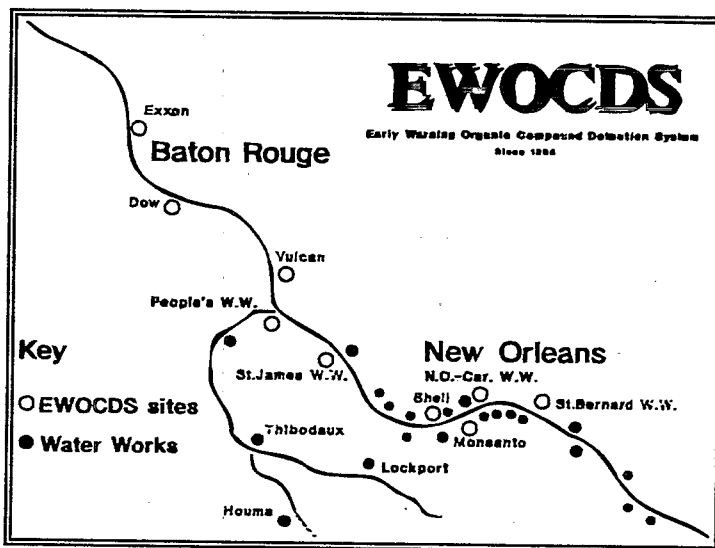 EWOCDS
Early Warning Organic Compound Detection System
Since
Exxon
Baton Rouge
Dow
Vulcan
People's W.W.
Key
St.James W.W.
New Orleans
N.O.-Car. W.W.
Shell
St.Bernard W.W.
EWOCDS sites
Monsanto
Thibodaux
Water Works
Lockport
Houma